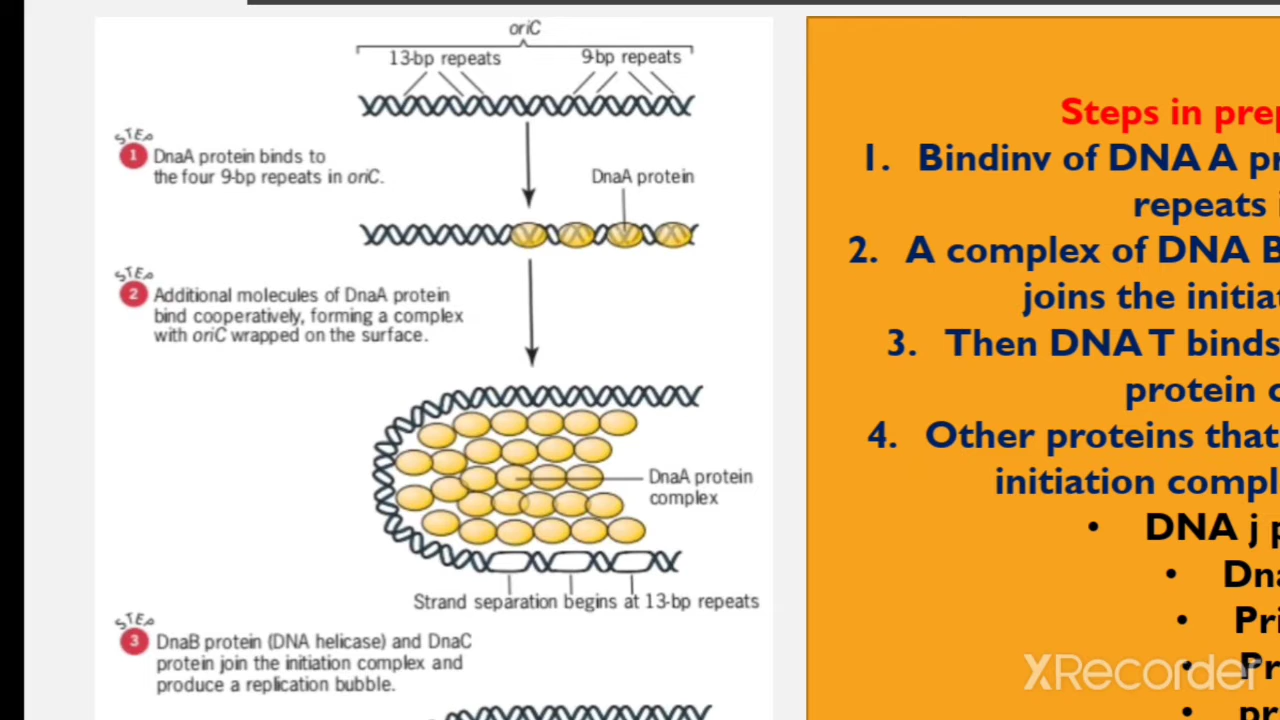 oriC
13-bp repeats
9-bp repeats
STEP
1
DnaA protein binds to
the four 9-bp repeats in oriC.
DnaA protein
STEP
2
Additional molecules of DnaA protein
bind cooperatively, forming a complex
with oriC wrapped on the surface.
DnaA protein
complex
Strand separation begins at 13-bp repeats
STEP
3
DnaB protein (DNA helicase) and DnaC
protein join the initiation complex and
produce a replication bubble.
Steps in prep
1. Bindinv of DNA A pr
repeats i
2. A complex of DNA B
joins the initiat
3. Then DNA T binds
protein c
4. Other proteins that
initiation compl
• DNA j p
• Dna
• Pri
• Pr
• pr
XRecorder